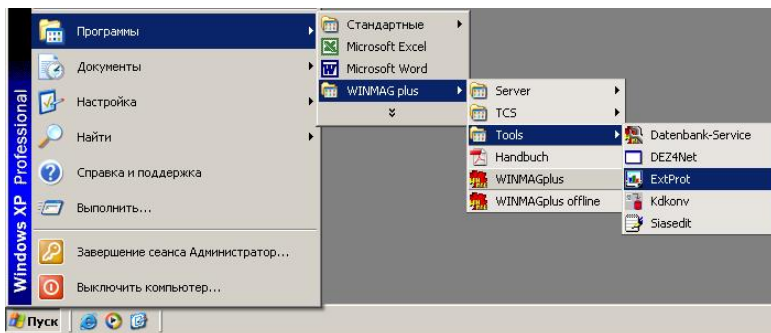 Windows XP Professional
Программы
Документы
Настройка
Найти
Справка и поддержка
Выполнить...
Завершение сеанса Администратор...
Выключить компьютер...
Стандартные
Microsoft Excel
Microsoft Word
WINMAG plus
Server
TCS
Tools
Handbuch
WINMAGplus
WINMAGplus offline
Datenbank-Service
DEZ4Net
ExtProt
Kdkonv
Siasedit
Пуск